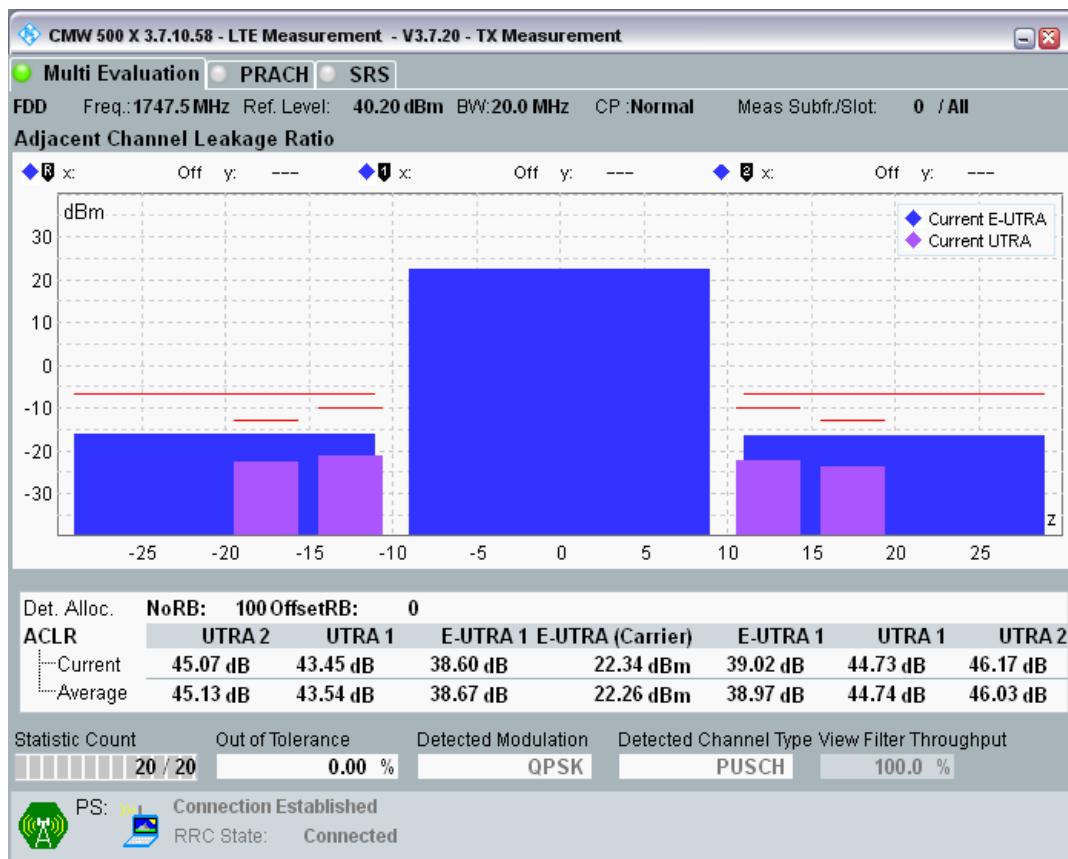 CMW 500 X 3.7.10.58 - LTE Measurement - V3.7.20 - TX Measurement
Multi Evaluation PRACH SRS
FDD Freq.:1747.5 MHz Ref. Level: 40.20 dBm BW:20.0 MHz CP :Normal Meas Subfr./Slot: 0 / All
Adjacent Channel Leakage Ratio
R x: Off y: --- 1 x: Off y: --- 2 x: Off y: ---
dBm
Current E-UTRA
Current UTRA
30
20
10
0
-10
-20
-30
z
-25 -20 -15 -10 -5 0 5 10 15 20 25
Det. Alloc. NoRB: 100 OffsetRB: 0
ACLR UTRA 2 UTRA 1 E-UTRA 1 E-UTRA (Carrier) E-UTRA 1 UTRA 1 UTRA 2
Current 45.07 dB 43.45 dB 38.60 dB 22.34 dBm 39.02 dB 44.73 dB 46.17 dB
Average 45.13 dB 43.54 dB 38.67 dB 22.26 dBm 38.97 dB 44.74 dB 46.03 dB
Statistic Count Out of Tolerance Detected Modulation Detected Channel Type View Filter Throughput
20 / 20 0.00 % QPSK PUSCH 100.0 %
PS: Connection Established
RRC State: Connected